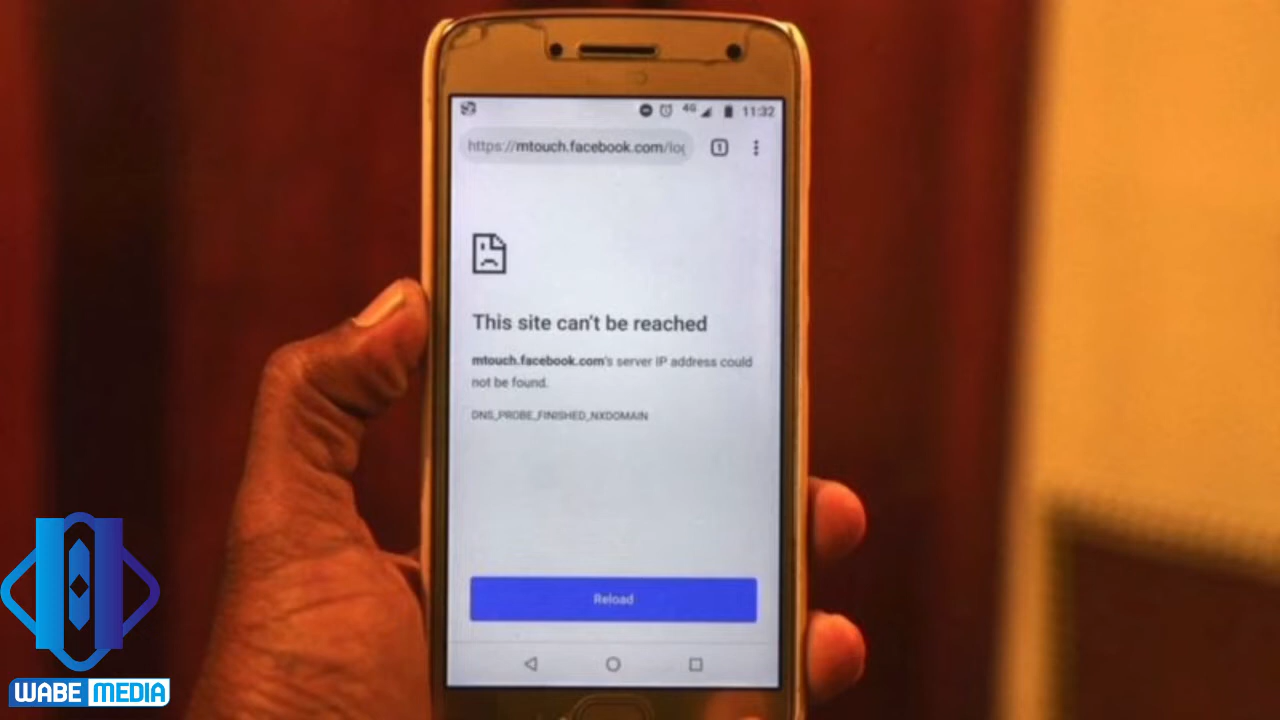 4G 11:32
https://mtouch.facebook.com/log
1
This site can't be reached
mtouch.facebook.com's server IP address could
not be found.
DNS_PROBE_FINISHED_NXDOMAIN
Reload
WABE MEDIA